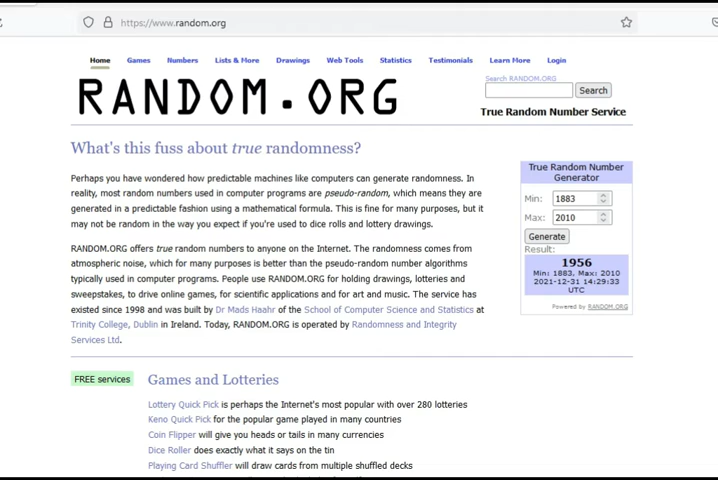 https://www.random.org
Home Games Numbers Lists & More Drawings Web Tools Statistics Testimonials Learn More Login
RANDOM.ORG
Search RANDOM.ORG
Search
True Random Number Service
What's this fuss about true randomness?
Perhaps you have wondered how predictable machines like computers can generate randomness. In
reality, most random numbers used in computer programs are pseudo-random, which means they are
generated in a predictable fashion using a mathematical formula. This is fine for many purposes, but it
may not be random in the way you expect if you're used to dice rolls and lottery drawings.
RANDOM.ORG offers true random numbers to anyone on the Internet. The randomness comes from
atmospheric noise, which for many purposes is better than the pseudo-random number algorithms
typically used in computer programs. People use RANDOM.ORG for holding drawings, lotteries and
sweepstakes, to drive online games, for scientific applications and for art and music. The service has
existed since 1998 and was built by Dr Mads Haahr of the School of Computer Science and Statistics at
Trinity College, Dublin in Ireland. Today, RANDOM.ORG is operated by Randomness and Integrity
Services Ltd.
True Random Number
Generator
Min: 1883
Max: 2010
Generate
Result:
1956
Min: 1883, Max: 2010
2021-12-31 14:29:33
UTC
Powered by RANDOM.ORG
FREE services
Games and Lotteries
Lottery Quick Pick is perhaps the Internet's most popular with over 280 lotteries
Keno Quick Pick for the popular game played in many countries
Coin Flipper will give you heads or tails in many currencies
Dice Roller does exactly what it says on the tin
Playing Card Shuffler will draw cards from multiple shuffled decks